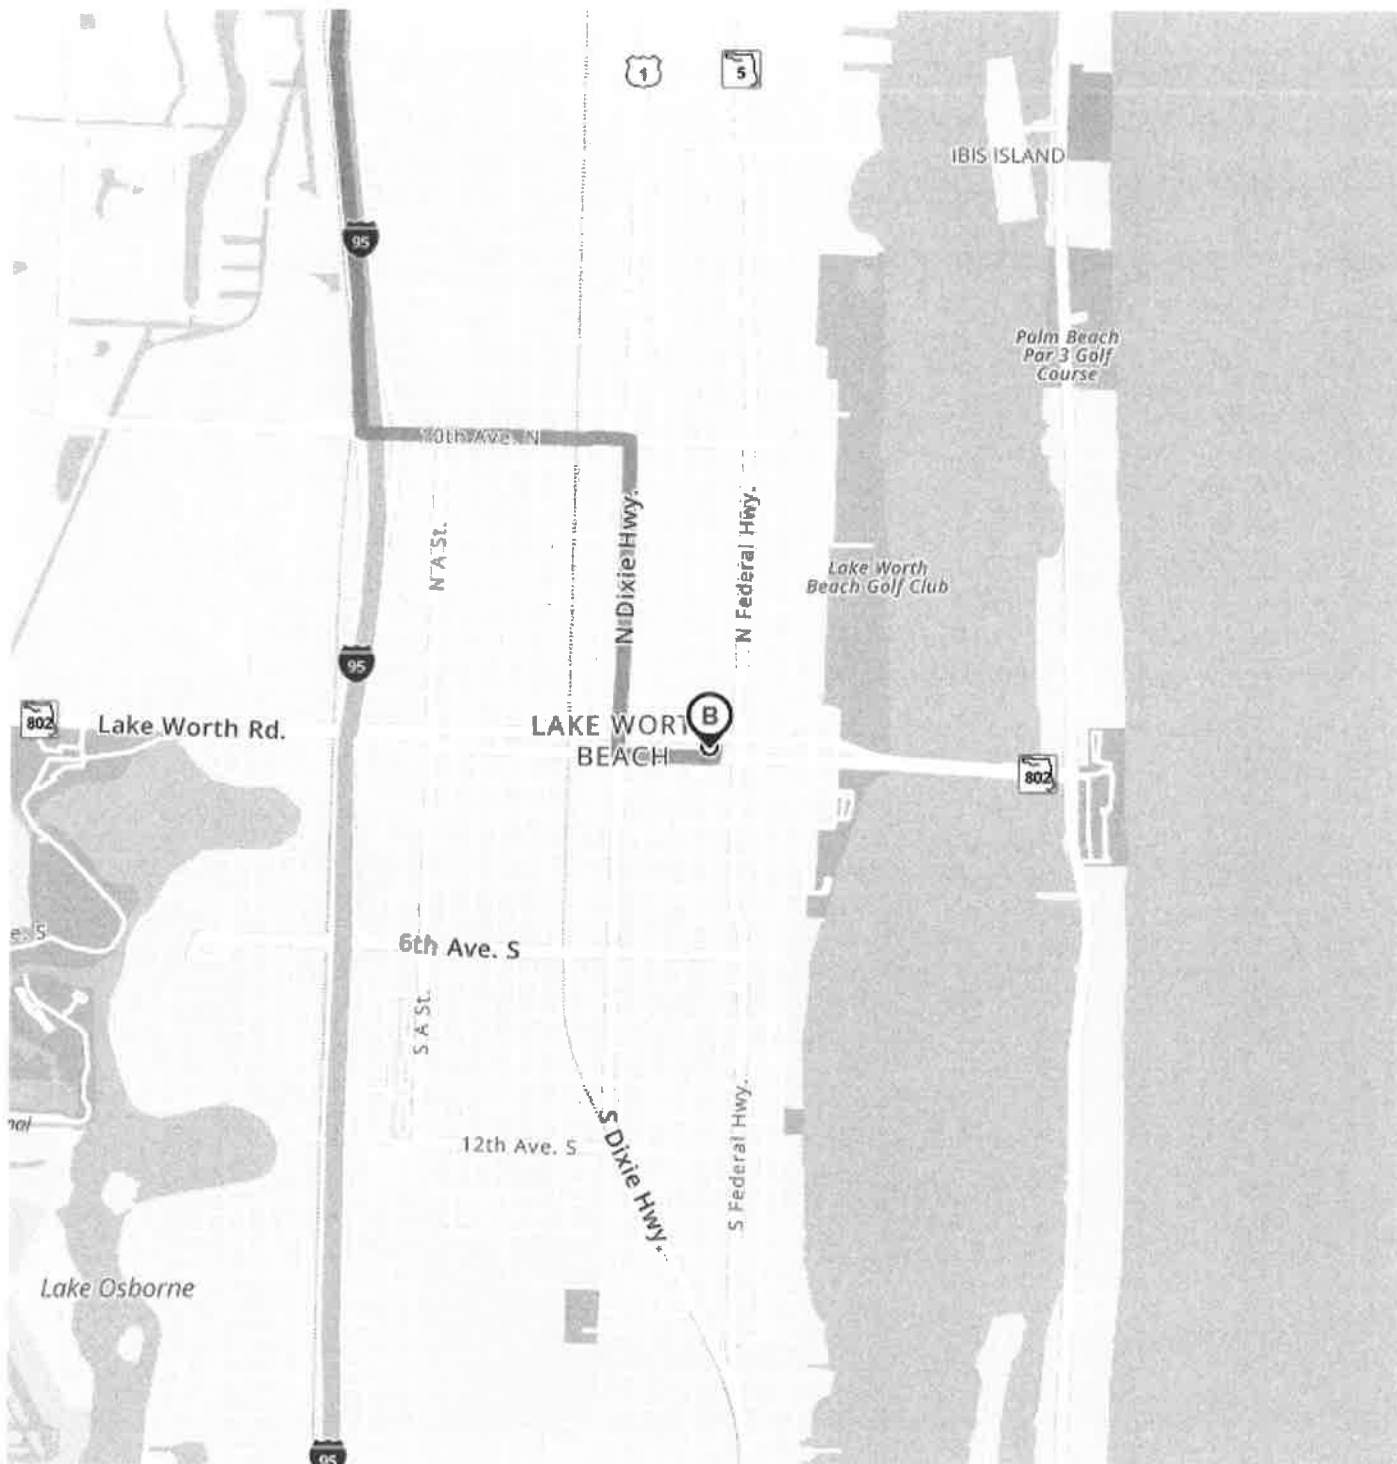 1
5
IBIS ISLAND
95
Palm Beach
Par 3 Golf
Course
10th Ave. N
N A St.
N Dixie Hwy.
N Federal Hwy.
Lake Worth
Beach Golf Club
95
802
Lake Worth Rd.
LAKE WORT
B
BEACH
802
e. S
6th Ave. S
S A St.
S Dixie Hwy.
S Federal Hwy.
nal
12th Ave. S
Lake Osborne
95